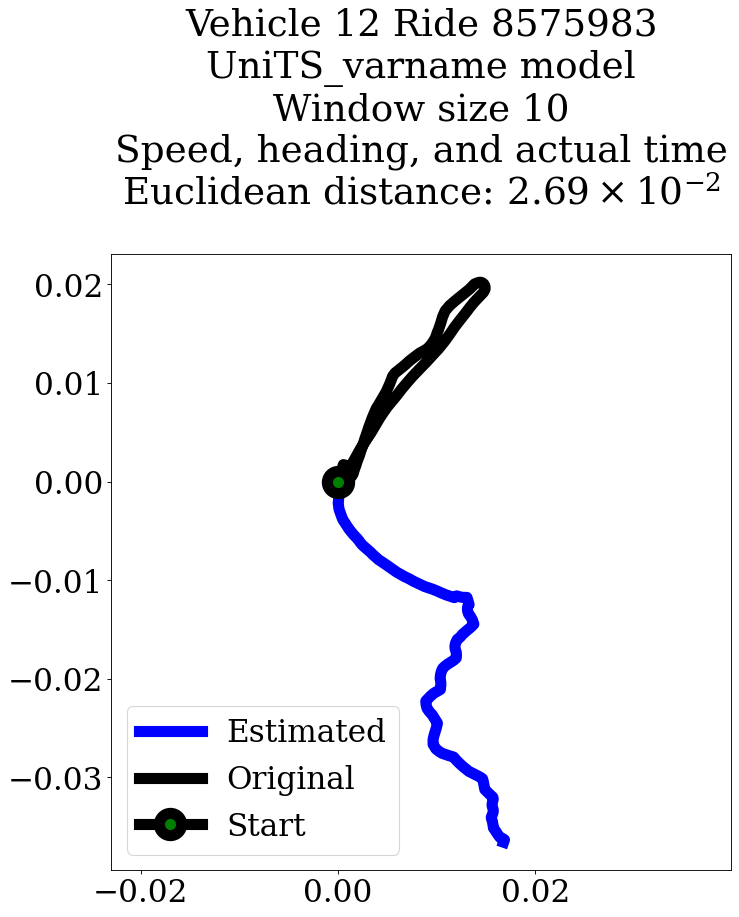 Vehicle 12 Ride 8575983
UniTS_varname model
Window size 10
Speed, heading, and actual time
Euclidean distance: 2.69 × 10⁻²
0.02
0.01
0.00
−0.01
−0.02
−0.03
Estimated
Original
Start
−0.02 0.00 0.02